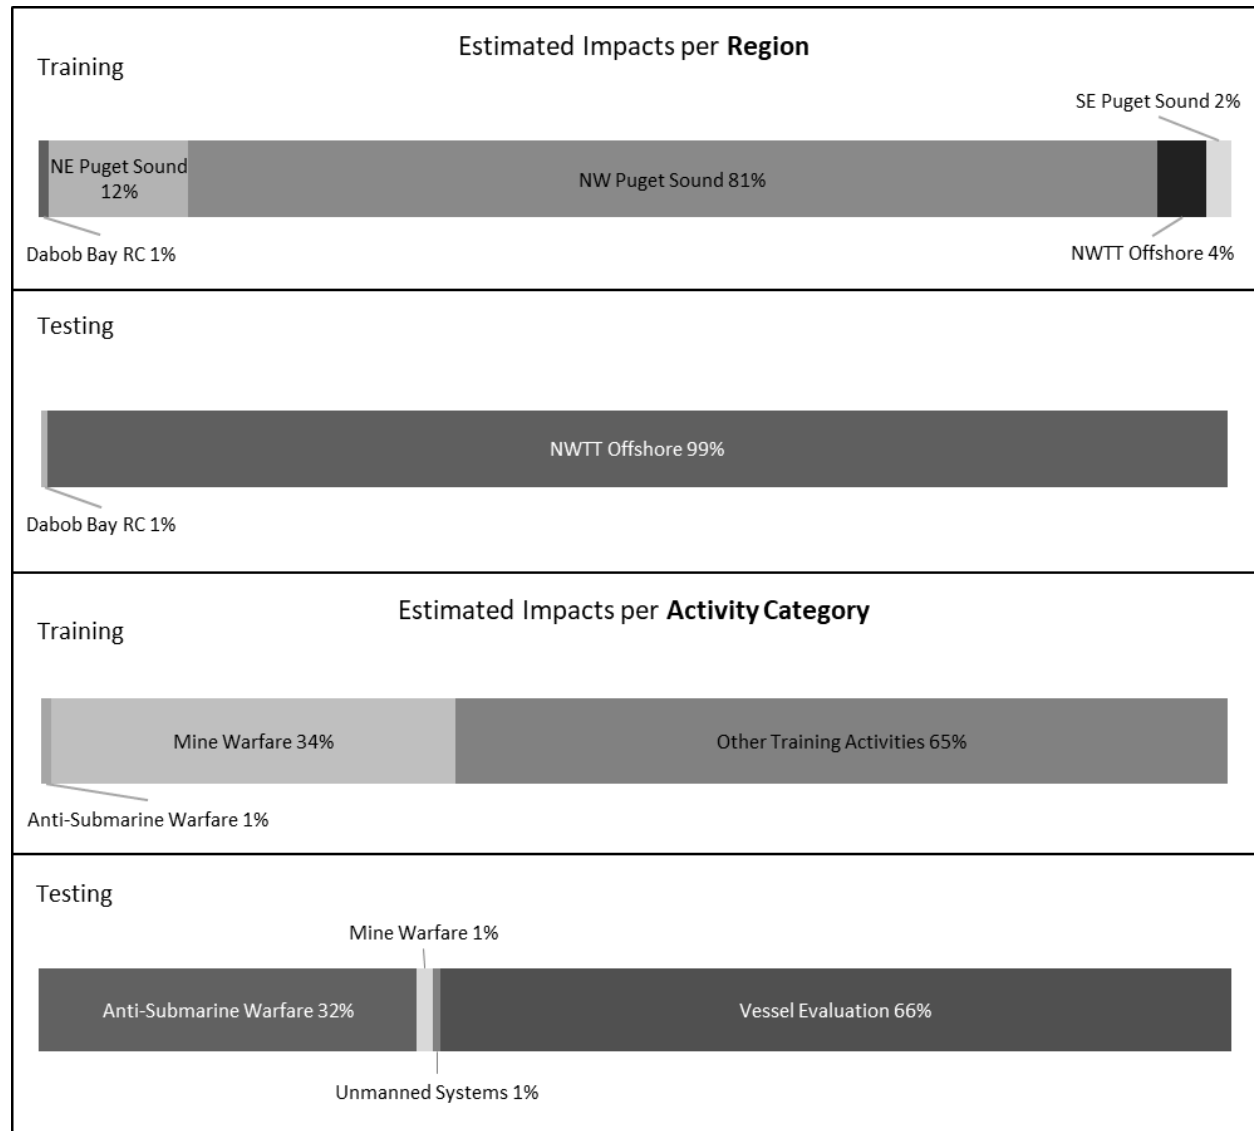 Estimated Impacts per Region
Training
SE Puget Sound 2%
NE Puget Sound
12%
NW Puget Sound 81%
Dabob Bay RC 1%
NWTT Offshore 4%
Testing
NWTT Offshore 99%
Dabob Bay RC 1%
Estimated Impacts per Activity Category
Training
Mine Warfare 34%
Other Training Activities 65%
Anti-Submarine Warfare 1%
Testing
Mine Warfare 1%
Anti-Submarine Warfare 32%
Vessel Evaluation 66%
Unmanned Systems 1%